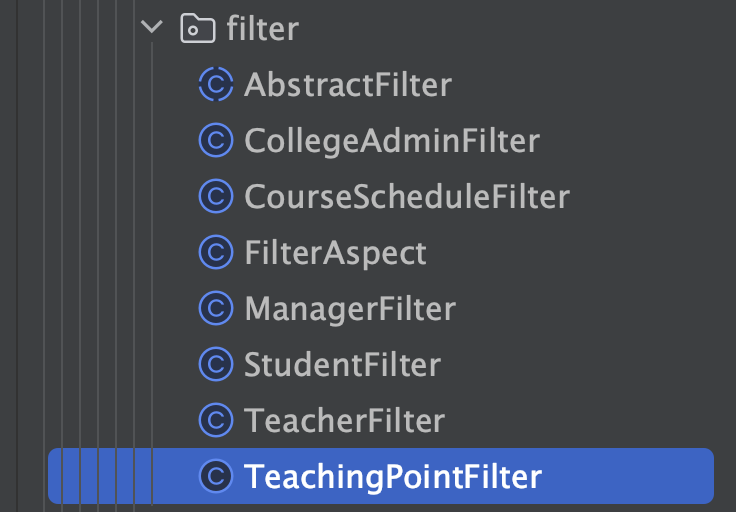 filter
AbstractFilter
CollegeAdminFilter
CourseScheduleFilter
FilterAspect
ManagerFilter
StudentFilter
TeacherFilter
TeachingPointFilter